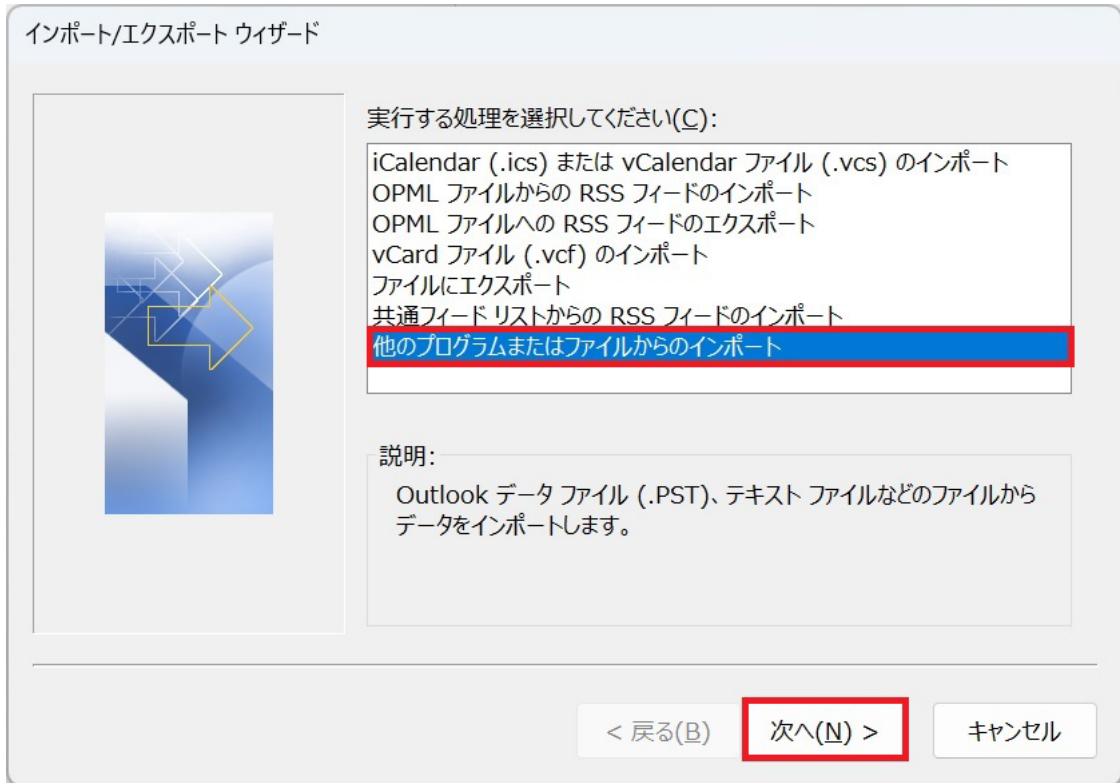 インポート/エクスポート ウィザード
実行する処理を選択してください(C):
iCalendar (.ics) または vCalendar ファイル (.vcs) のインポート
OPML ファイルからの RSS フィードのインポート
OPML ファイルへの RSS フィードのエクスポート
vCard ファイル (.vcf) のインポート
ファイルにエクスポート
共通フィード リストからの RSS フィードのインポート
他のプログラムまたはファイルからのインポート
説明:
Outlook データ ファイル (.PST)、テキスト ファイルなどのファイルから
データをインポートします。
< 戻る(B) 次へ(N) > キャンセル